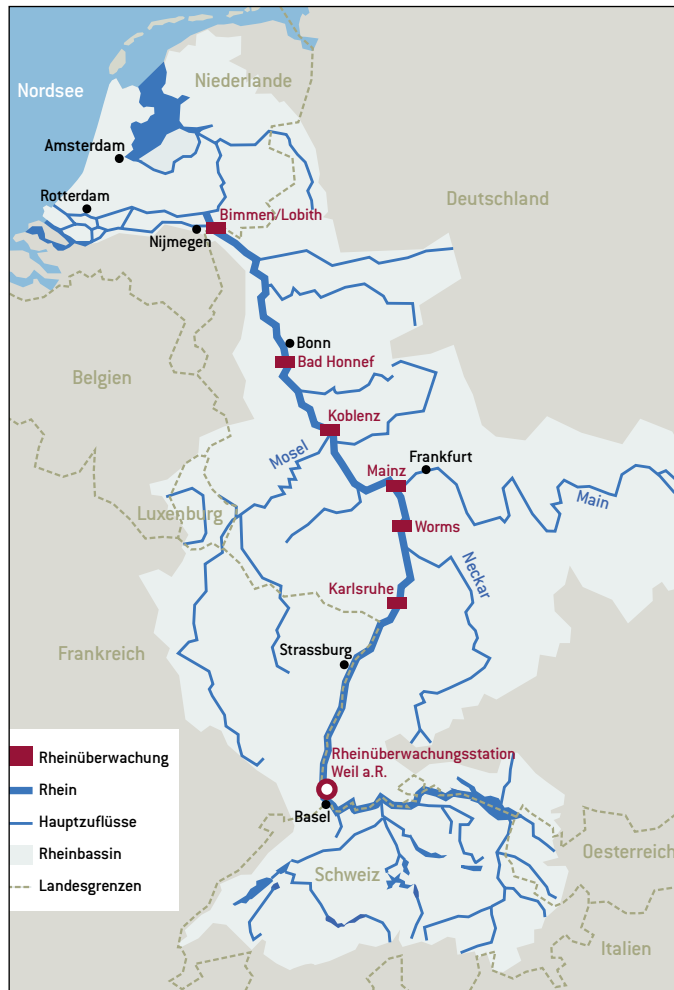 Nordsee
Niederlande
Amsterdam
Deutschland
Rotterdam
Bimmen/Lobith
Nijmegen
Bonn
Bad Honnef
Belgien
Koblenz
Mosel
Frankfurt
Mainz
Main
Luxenburg
Worms
Neckar
Karlsruhe
Strassburg
Frankreich
Rheinüberwachungsstation
Weil a.R.
Basel
Schweiz
Oesterreich
Italien
Rheinüberwachung
Rhein
Hauptzuflüsse
Rheinbassin
Landesgrenzen